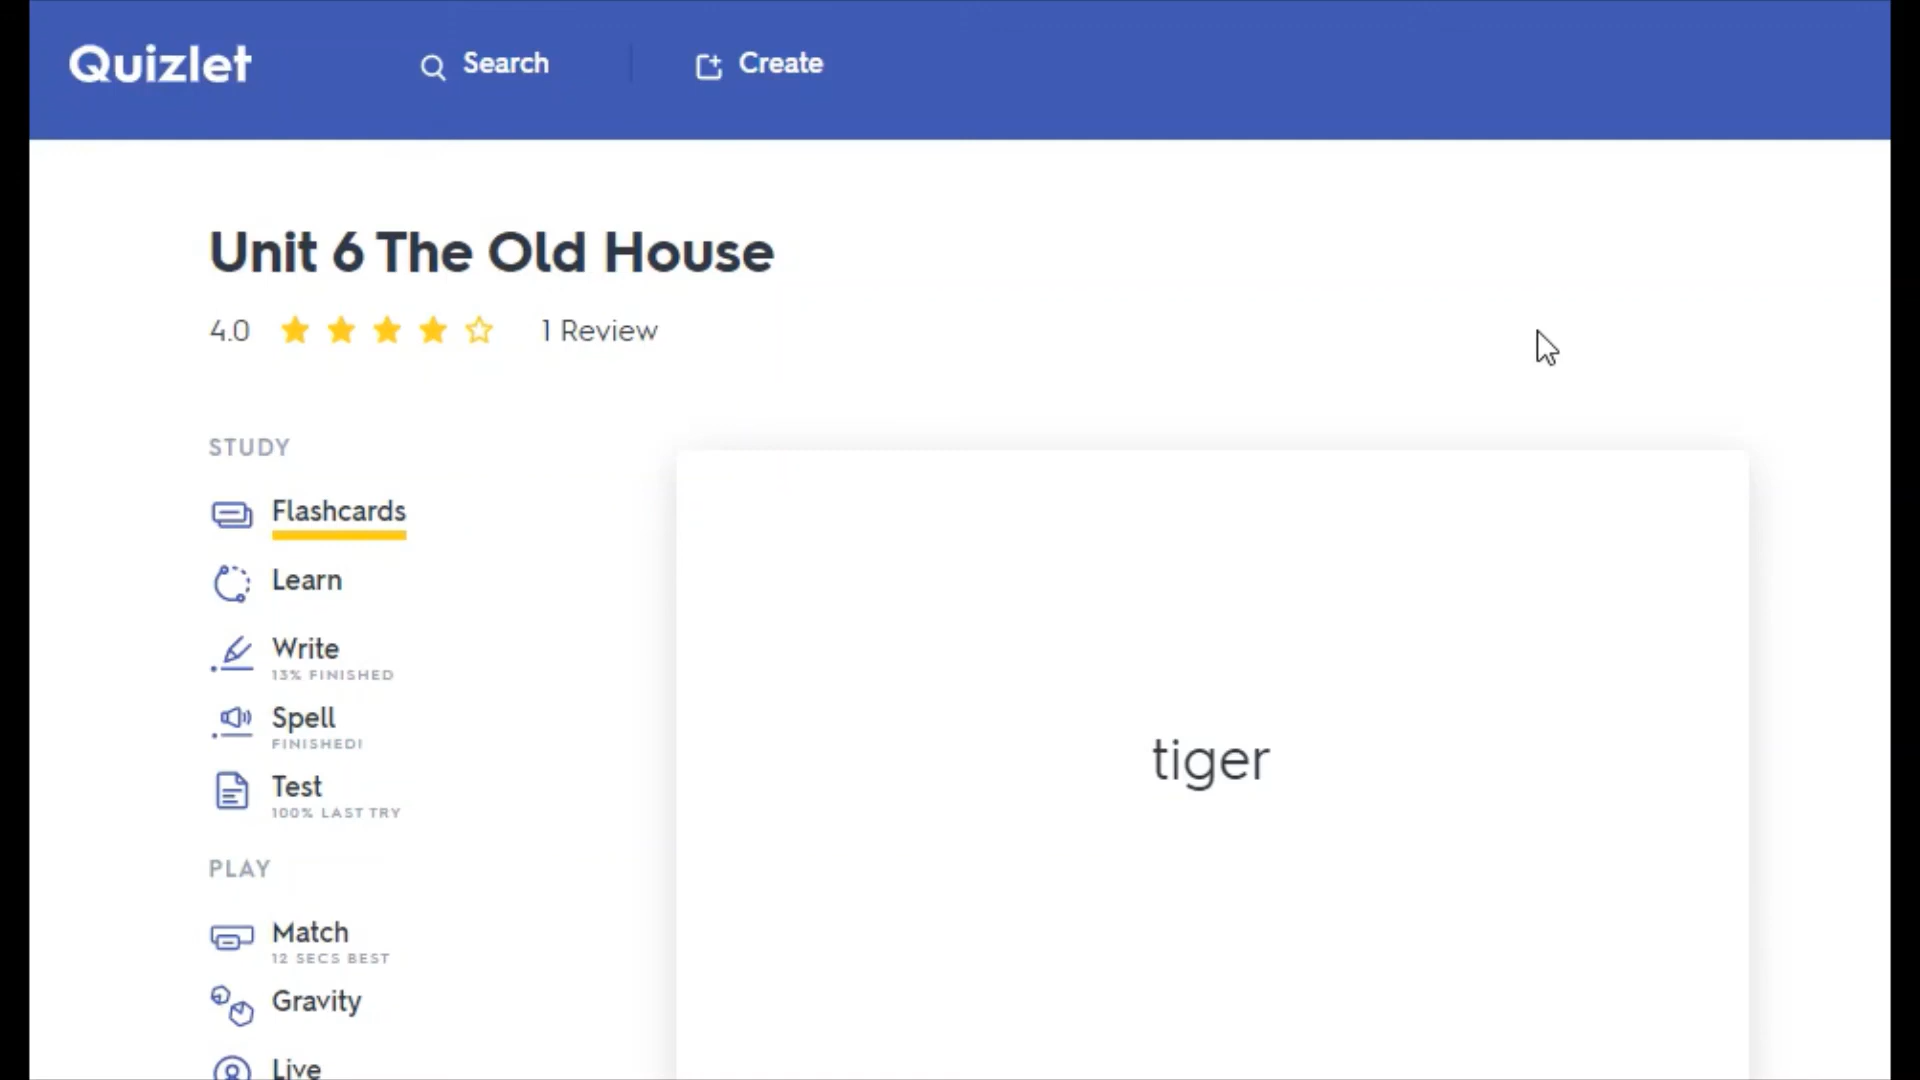 Quizlet
Search
Create
Unit 6 The Old House
4.0
1 Review
STUDY
Flashcards
Learn
Write
13% FINISHED
Spell
FINISHED!
Test
100% LAST TRY
PLAY
Match
12 SECS BEST
Gravity
Live
tiger